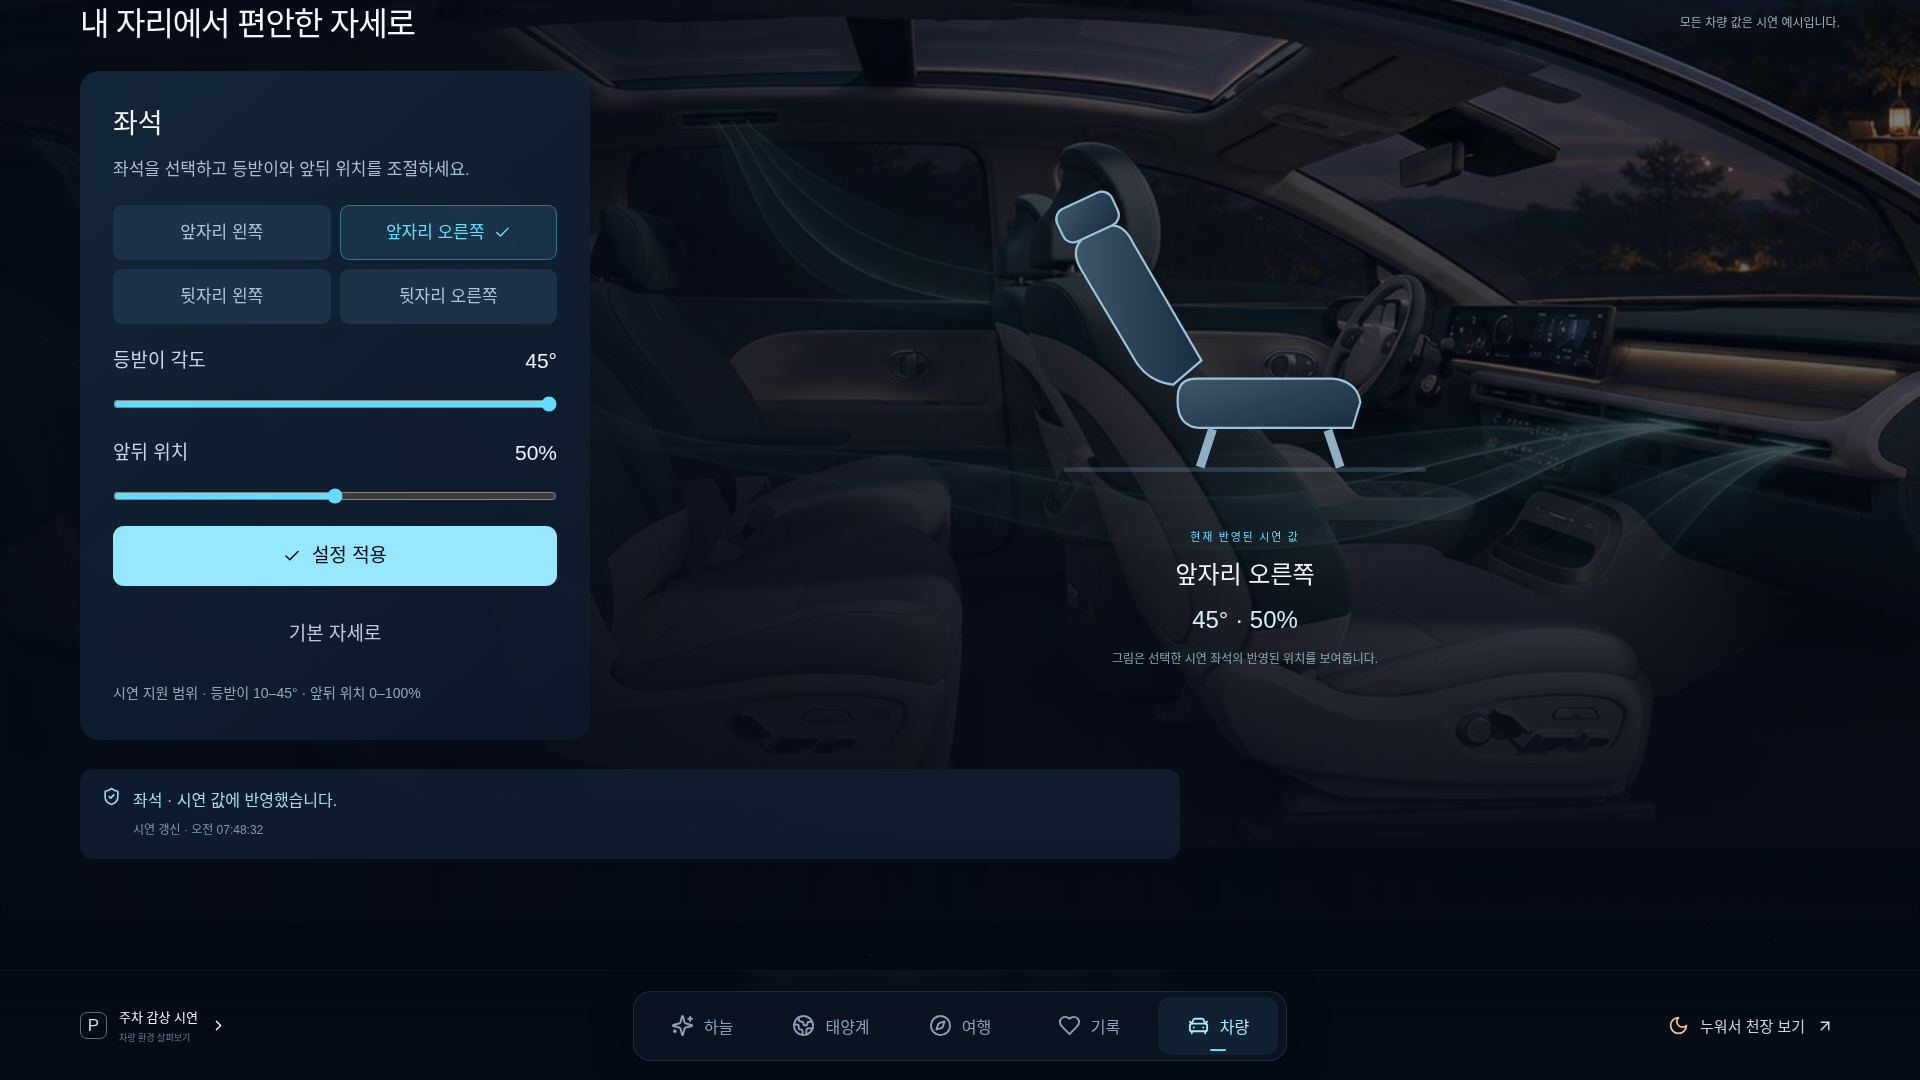 내 자리에서 편안한 자세로
모든 차량 값은 시연 예시입니다.
좌석
좌석을 선택하고 등받이와 앞뒤 위치를 조절하세요.
앞자리 왼쪽
앞자리 오른쪽
뒷자리 왼쪽
뒷자리 오른쪽
등받이 각도
45°
앞뒤 위치
50%
설정 적용
기본 자세로
시연 지원 범위 · 등받이 10–45° · 앞뒤 위치 0–100%
현재 반영된 시연 값
앞자리 오른쪽
45° · 50%
그림은 선택한 시연 좌석의 반영된 위치를 보여줍니다.
좌석 · 시연 값에 반영했습니다.
시연 갱신 · 오전 07:48:32
P
주차 감상 시연
차량 환경 살펴보기
하늘
태양계
여행
기록
차량
누워서 천장 보기